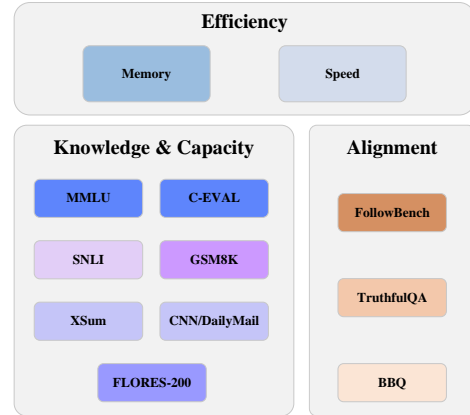 Efficiency
Memory
Speed
Knowledge & Capacity
MMLU
C-EVAL
SNLI
GSM8K
XSum
CNN/DailyMail
FLORES-200
Alignment
FollowBench
TruthfulQA
BBQ